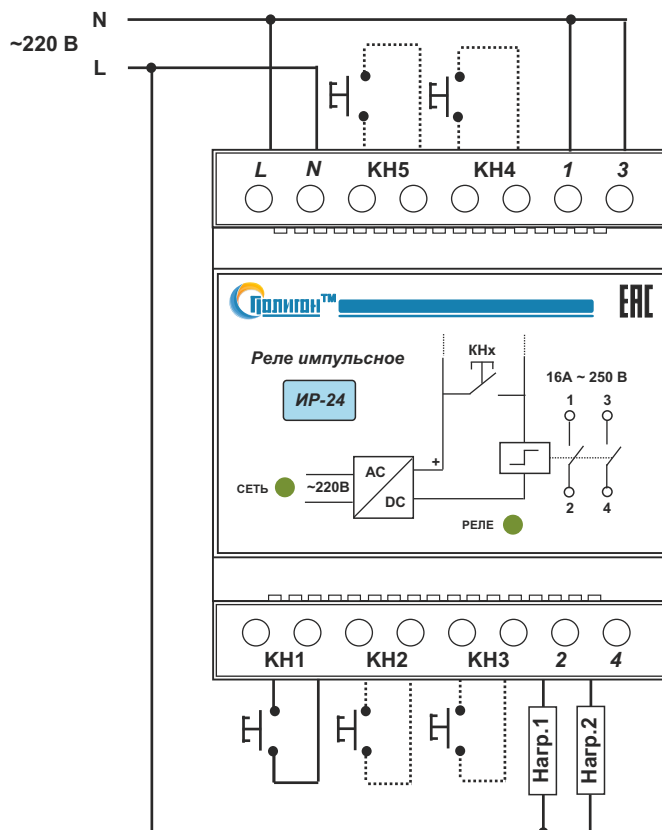 N
~220 В
L
L N КН5 КН4 1 3
Полигон™
ЕАС
Реле импульсное
КНх
ИР-24
16А ~ 250 В
1 3
+
АС
СЕТЬ ~220В
DC
2 4
РЕЛЕ
КН1 КН2 КН3 2 4
Нагр.1
Нагр.2